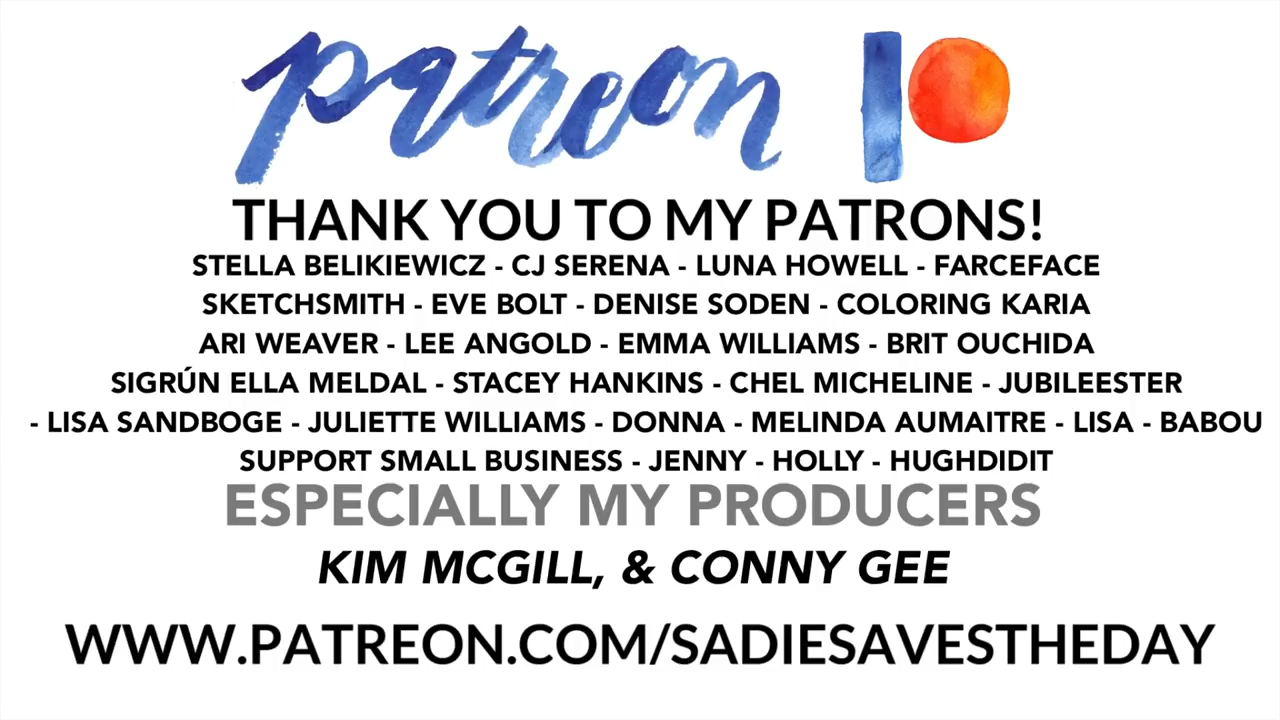 patreon
THANK YOU TO MY PATRONS!
STELLA BELIKIEWICZ - CJ SERENA - LUNA HOWELL - FARCEFACE
SKETCHSMITH - EVE BOLT - DENISE SODEN - COLORING KARIA
ARI WEAVER - LEE ANGOLD - EMMA WILLIAMS - BRIT OUCHIDA
SIGRÚN ELLA MELDAL - STACEY HANKINS - CHEL MICHELINE - JUBILEESTER
- LISA SANDBOGE - JULIETTE WILLIAMS - DONNA - MELINDA AUMAITRE - LISA - BABOU
SUPPORT SMALL BUSINESS - JENNY - HOLLY - HUGHDIDIT
ESPECIALLY MY PRODUCERS
KIM MCGILL, & CONNY GEE
WWW.PATREON.COM/SADIESAVESTHEDAY